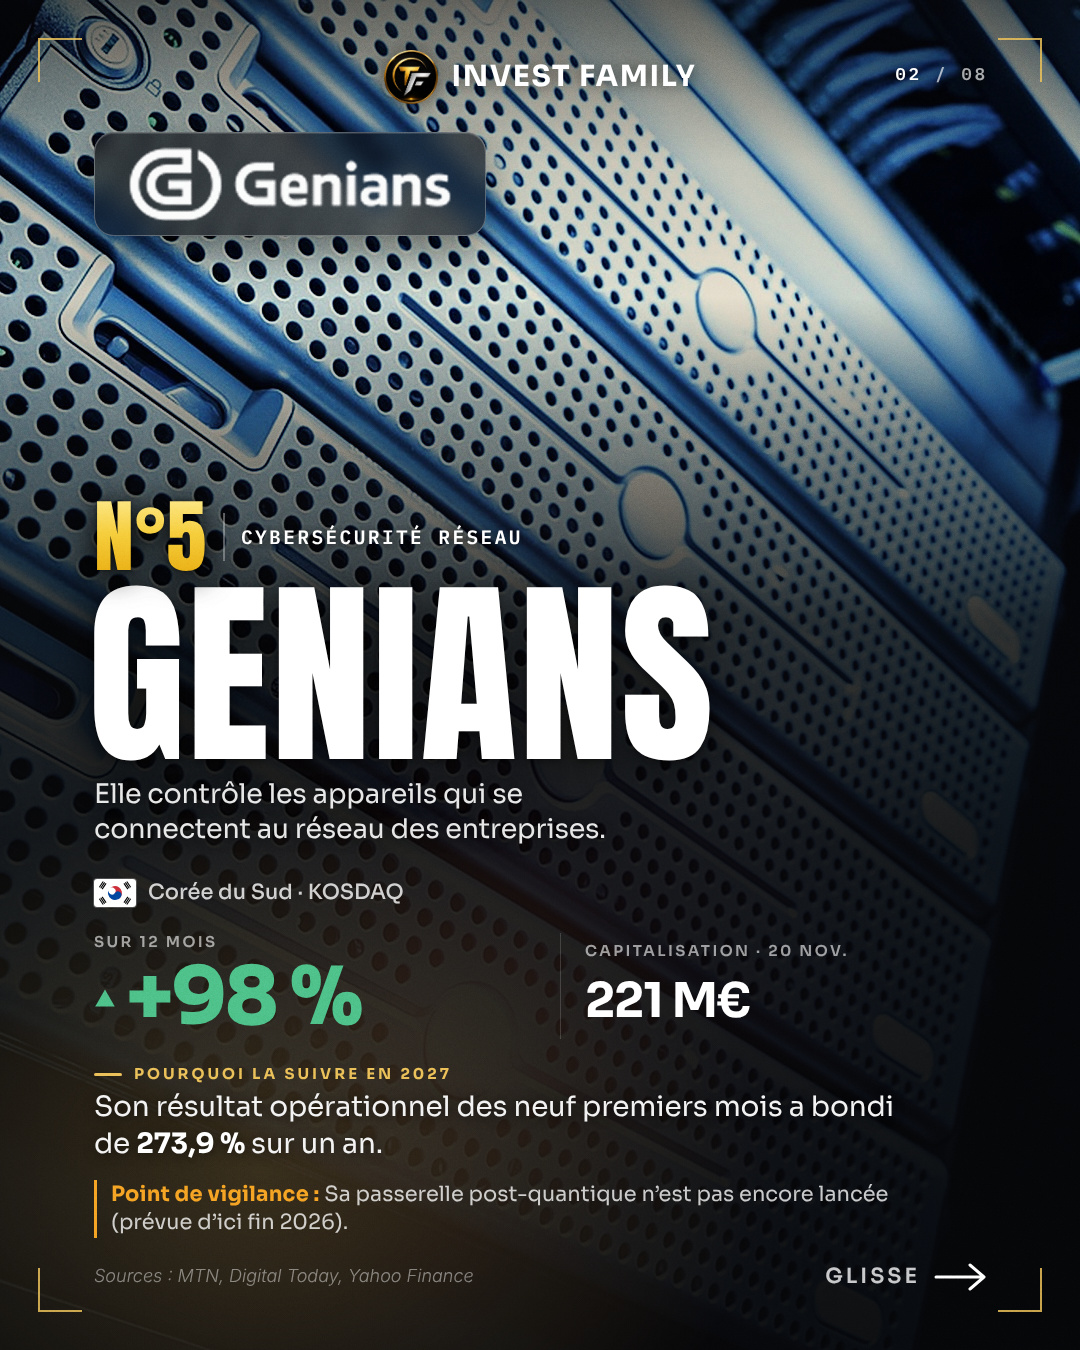 INVEST FAMILY
02 / 08
Genians
N°5
CYBERSÉCURITÉ RÉSEAU
GENIANS
Elle contrôle les appareils qui se
connectent au réseau des entreprises.
Corée du Sud · KOSDAQ
SUR 12 MOIS
▲ +98 %
CAPITALISATION · 20 NOV.
221 M€
POURQUOI LA SUIVRE EN 2027
Son résultat opérationnel des neuf premiers mois a bondi
de 273,9 % sur un an.
Point de vigilance : Sa passerelle post-quantique n'est pas encore lancée
(prévue d'ici fin 2026).
Sources : MTN, Digital Today, Yahoo Finance
GLISSE